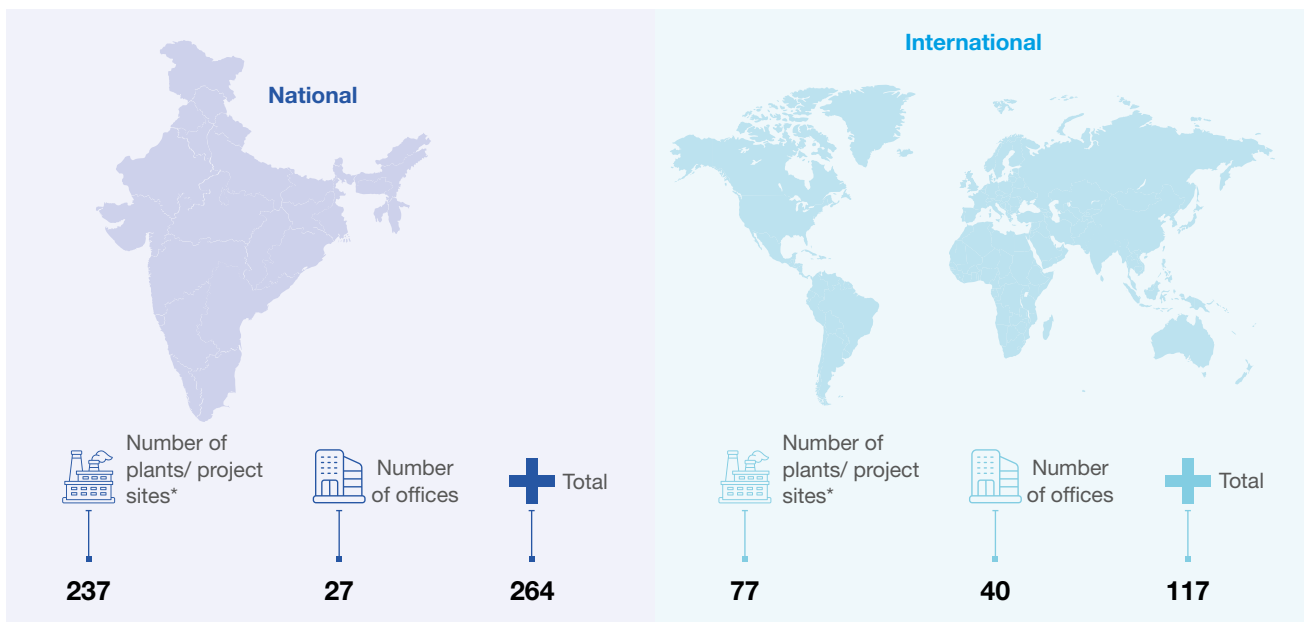 National
Number of
plants/ project
sites*
Number
of offices
Total
237
27
264
International
Number of
plants/ project
sites*
Number
of offices
Total
77
40
117